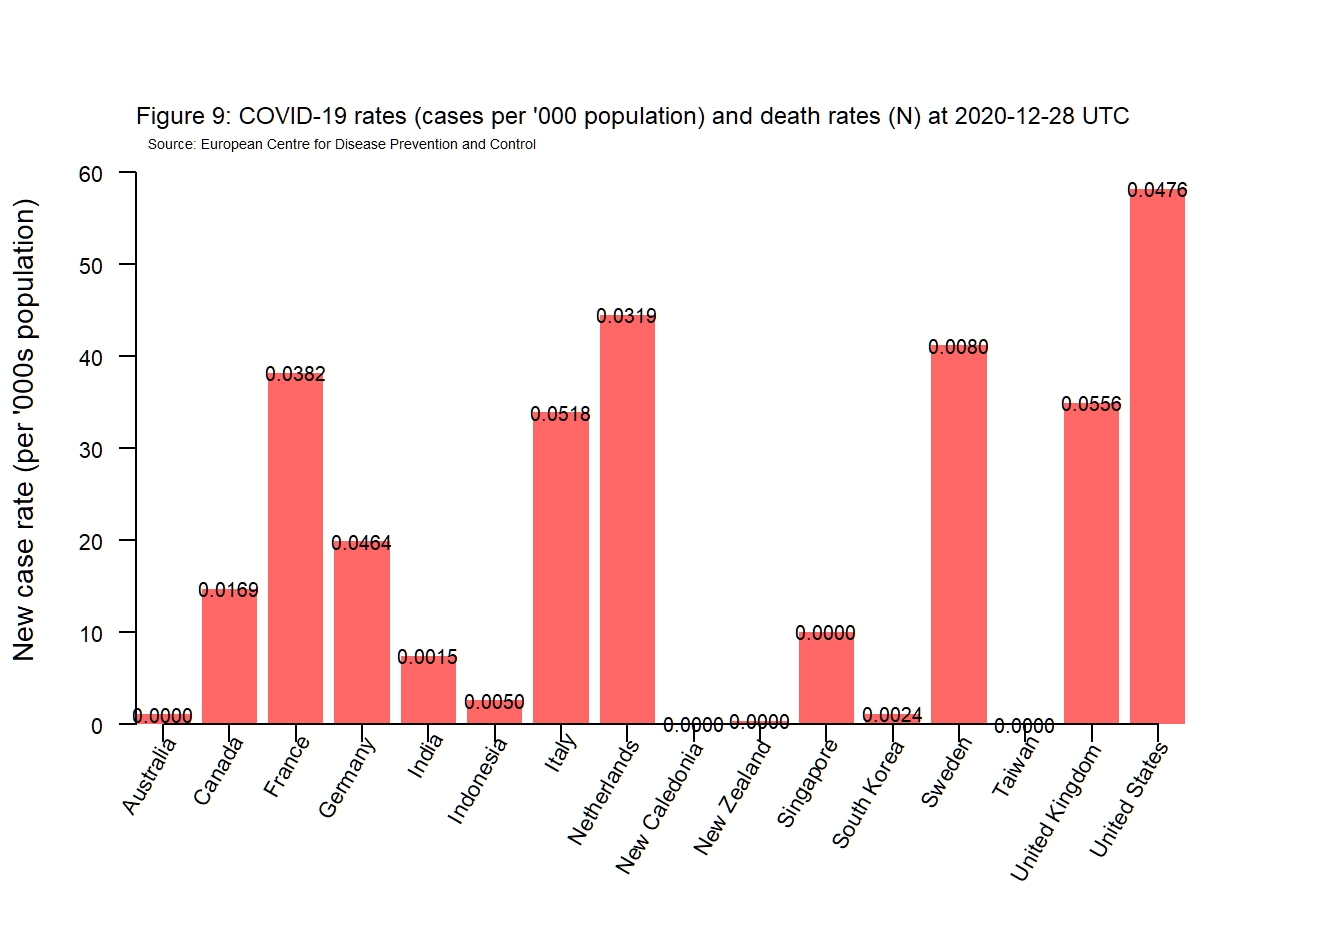 Figure 9: COVID-19 rates (cases per '000 population) and death rates (N) at 2020-12-28 UTC
Source: European Centre for Disease Prevention and Control
New case rate (per '000s population)
60
50
40
30
20
10
0
0.0000
0.0169
0.0382
0.0464
0.0015
0.0050
0.0518
0.0319
0.0000
0.0000
0.0000
0.0024
0.0080
0.0000
0.0556
0.0476
Australia
Canada
France
Germany
India
Indonesia
Italy
Netherlands
New Caledonia
New Zealand
Singapore
South Korea
Sweden
Taiwan
United Kingdom
United States